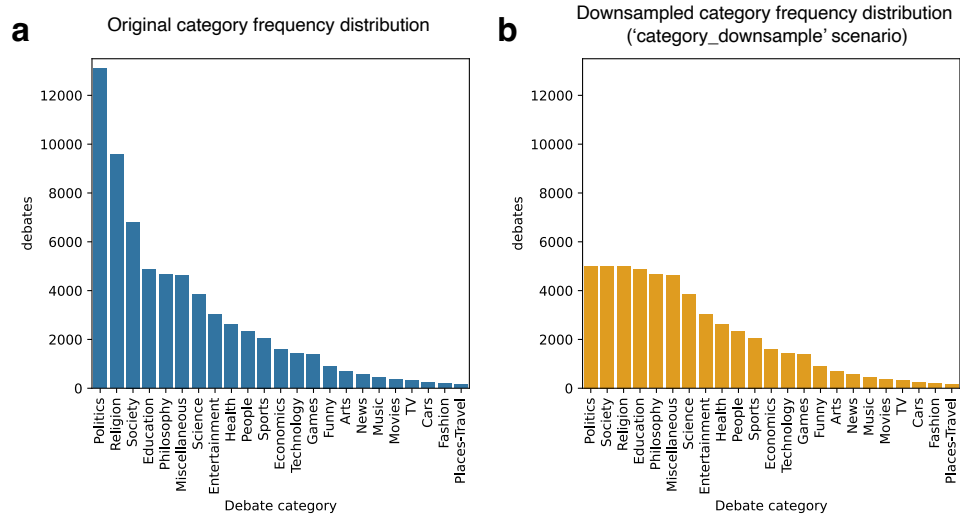 a
Original category frequency distribution
12000
10000
8000
6000
4000
2000
0
debates
Politics
Religion
Society
Education
Philosophy
Miscellaneous
Science
Entertainment
Health
People
Sports
Economics
Technology
Games
Funny
Arts
News
Music
Movies
TV
Cars
Fashion
Places-Travel
Debate category
b
Downsampled category frequency distribution
(‘category_downsample’ scenario)
12000
10000
8000
6000
4000
2000
0
debates
Politics
Society
Religion
Education
Philosophy
Miscellaneous
Science
Entertainment
Health
People
Sports
Economics
Technology
Games
Funny
Arts
News
Music
Movies
TV
Cars
Fashion
Places-Travel
Debate category